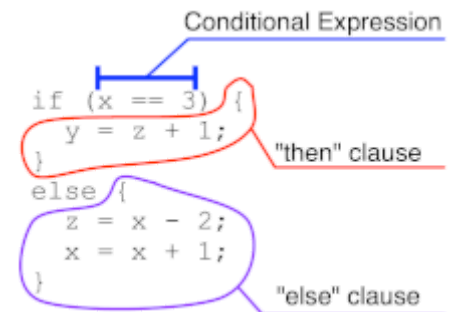 Conditional Expression
if (x == 3) {
y = z + 1;
}
"then" clause
else {
z = x - 2;
x = x + 1;
}
"else" clause